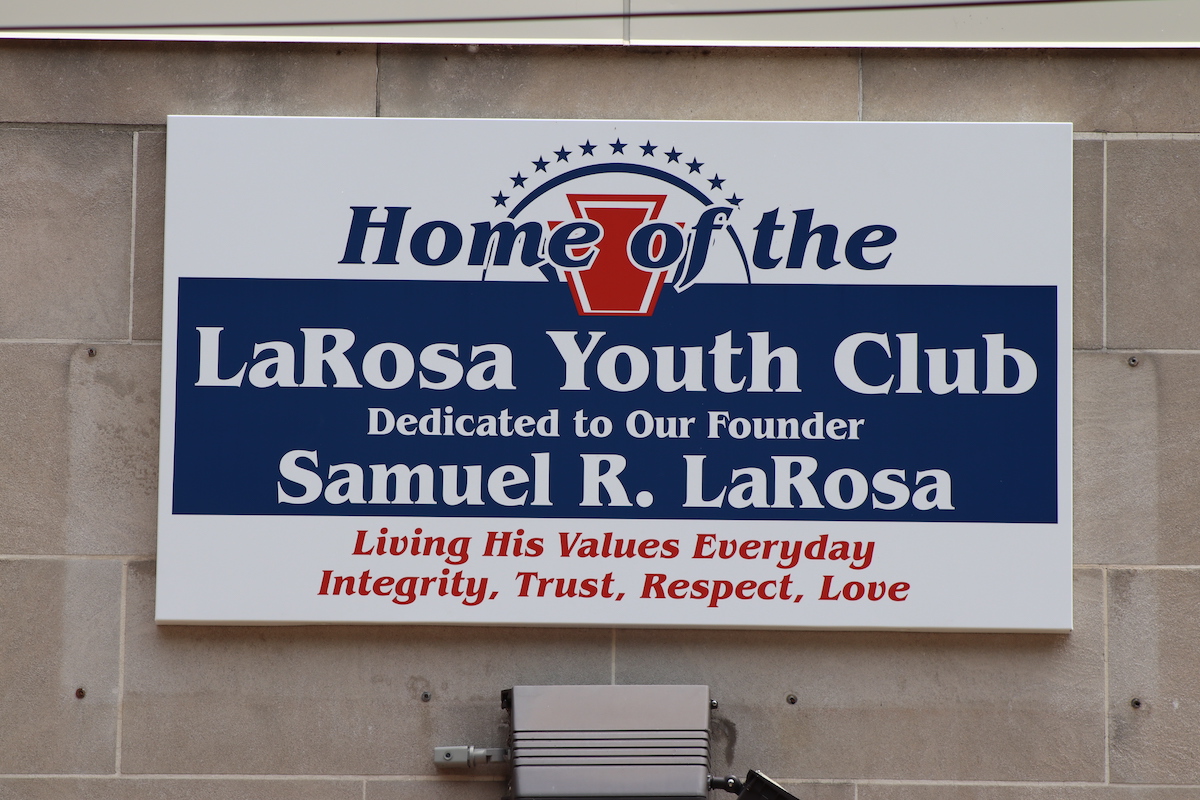 Home of the
LaRosa Youth Club
Dedicated to Our Founder
Samuel R. LaRosa
Living His Values Everyday
Integrity, Trust, Respect, Love